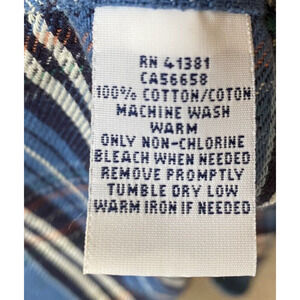 RN 41381
CA56658
100% COTTON/COTON
MACHINE WASH
WARM
ONLY NON-CHLORINE
BLEACH WHEN NEEDED
REMOVE PROMPTLY
TUMBLE DRY LOW
WARM IRON IF NEEDED